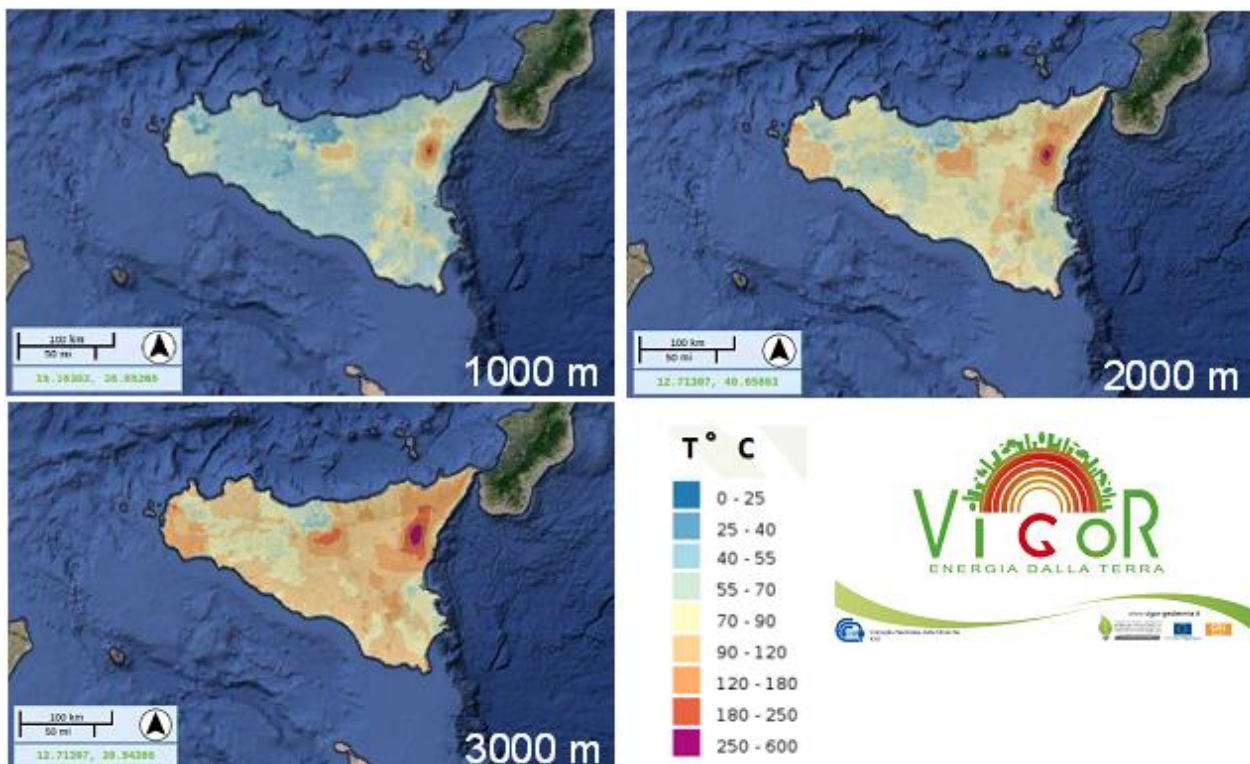 100 km
50 mi
1000 m
100 km
50 mi
12.71307, 40.65863
2000 m
100 km
50 mi
3000 m
T° C
0 - 25
25 - 40
40 - 55
55 - 70
70 - 90
90 - 120
120 - 180
180 - 250
250 - 600
ViGoR
ENERGIA DALLA TERRA
www.vigor-geotermia.it